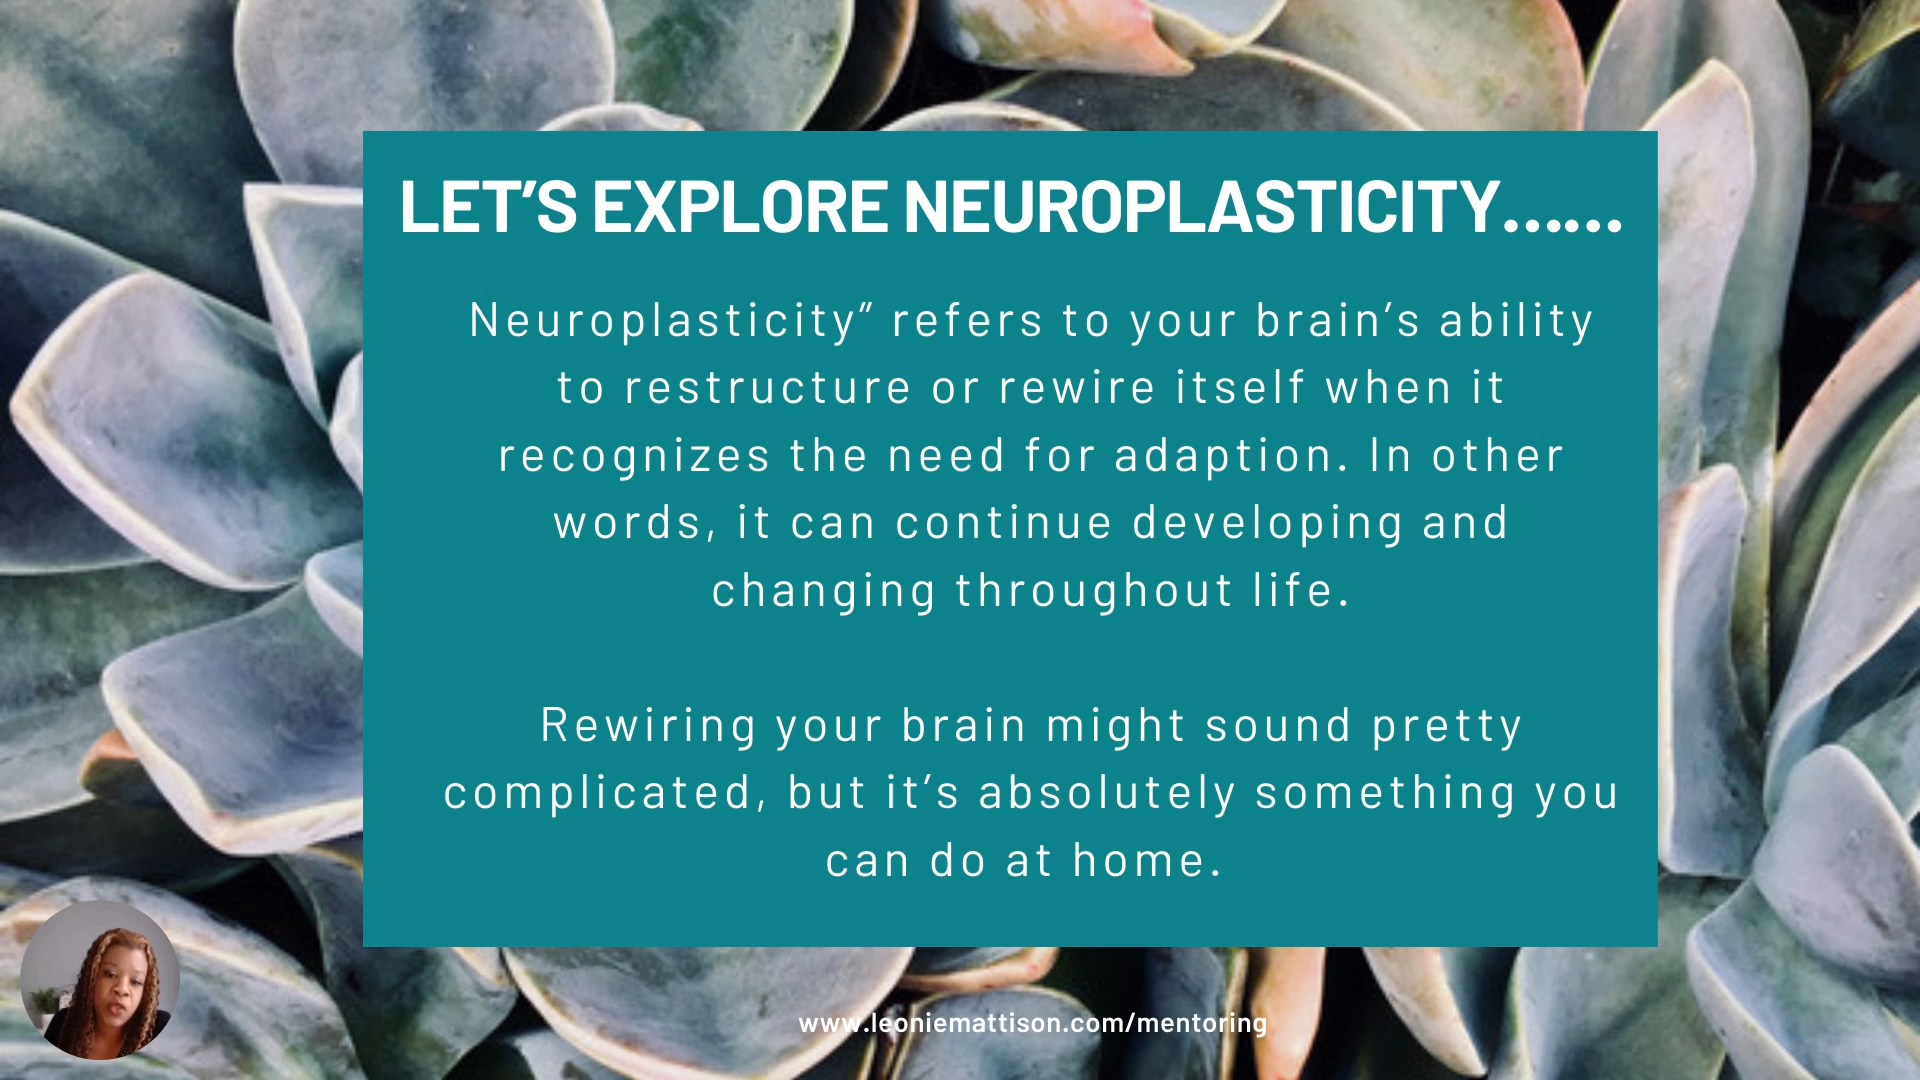 LET’S EXPLORE NEUROPLASTICITY......
Neuroplasticity” refers to your brain’s ability
to restructure or rewire itself when it
recognizes the need for adaption. In other
words, it can continue developing and
changing throughout life.
Rewiring your brain might sound pretty
complicated, but it’s absolutely something you
can do at home.
www.leoniemattison.com/mentoring